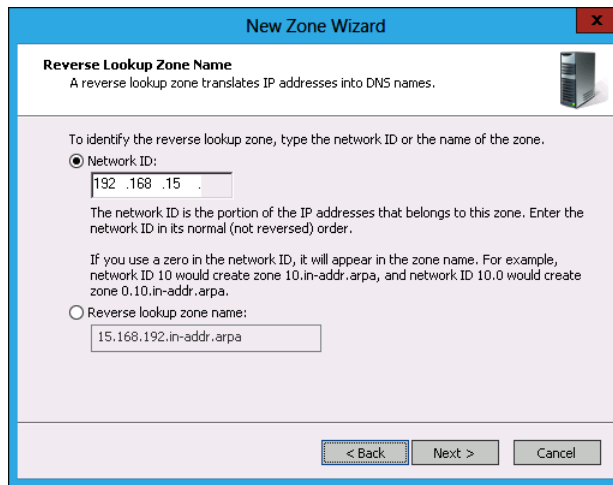 New Zone Wizard
x
Reverse Lookup Zone Name
A reverse lookup zone translates IP addresses into DNS names.
To identify the reverse lookup zone, type the network ID or the name of the zone.
Network ID:
192 .168 .15 .
The network ID is the portion of the IP addresses that belongs to this zone. Enter the
network ID in its normal (not reversed) order.
If you use a zero in the network ID, it will appear in the zone name. For example,
network ID 10 would create zone 10.in-addr.arpa, and network ID 10.0 would create
zone 0.10.in-addr.arpa.
Reverse lookup zone name:
15.168.192.in-addr.arpa
< Back Next > Cancel